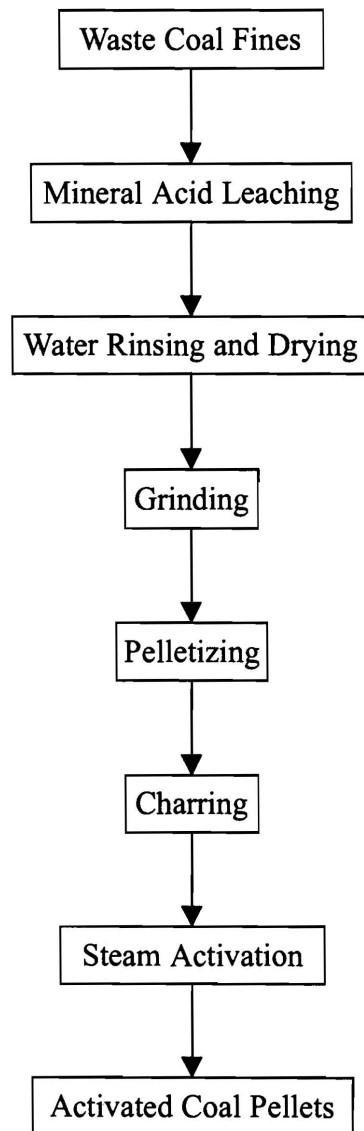 Waste Coal Fines
Mineral Acid Leaching
Water Rinsing and Drying
Grinding
Pelletizing
Charring
Steam Activation
Activated Coal Pellets